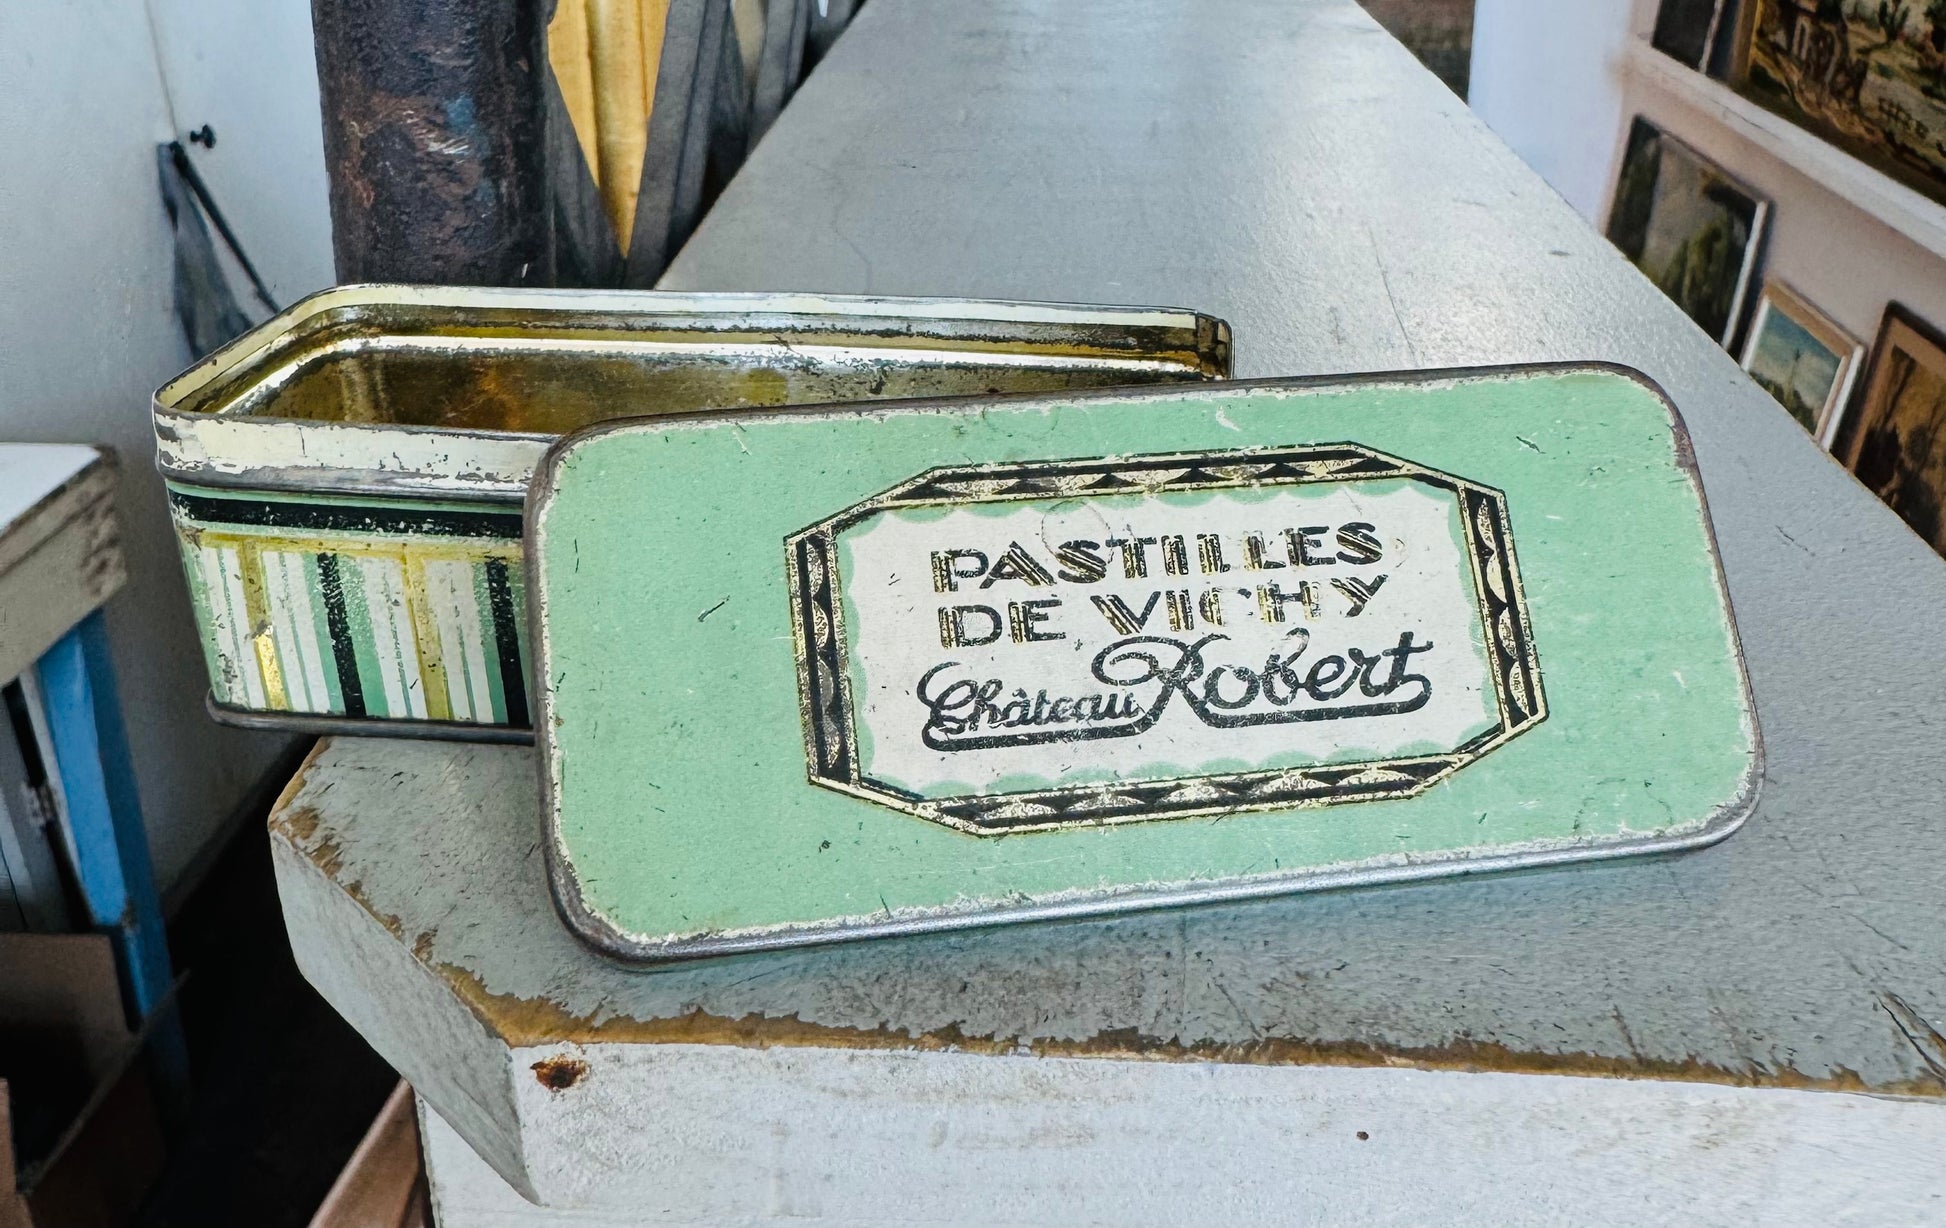 PASTILLES
DE VICHY
Château Robert